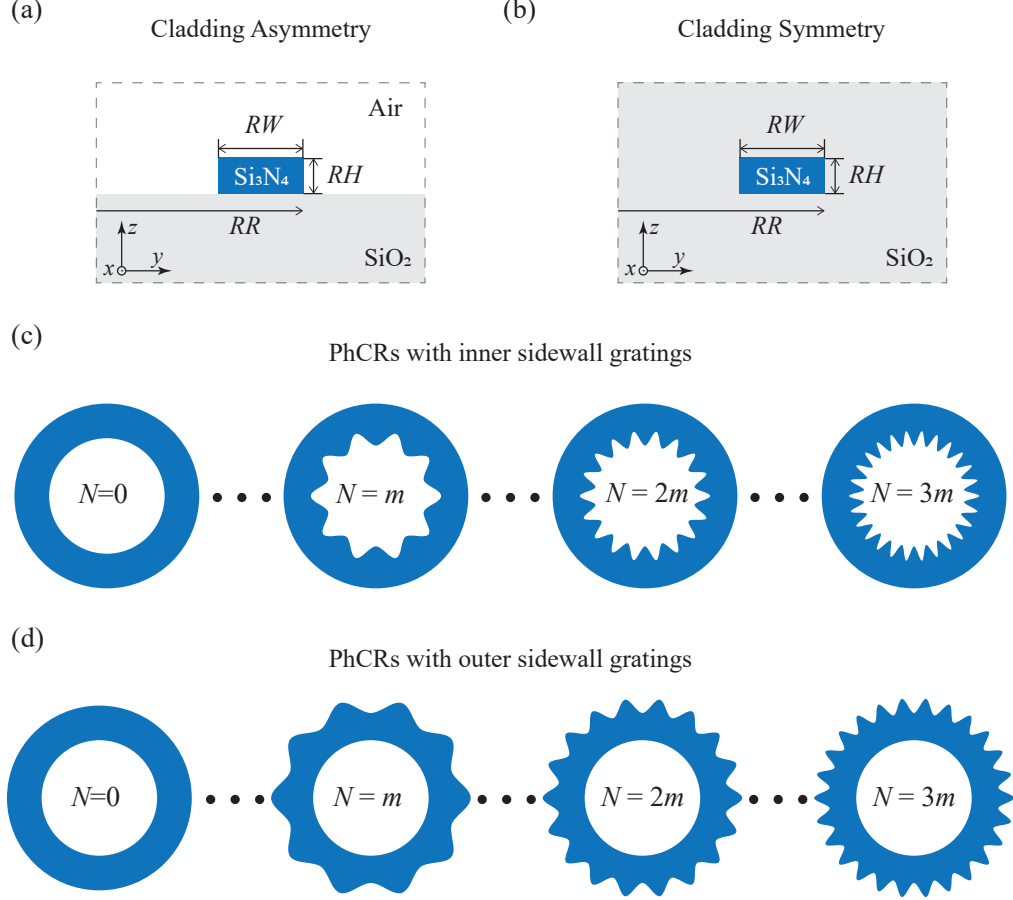 (a)
Cladding Asymmetry
Air
RW
Si₃N₄
RH
RR
z
y
x
SiO₂
(b)
Cladding Symmetry
RW
Si₃N₄
RH
RR
z
y
x
SiO₂
(c)
PhCRs with inner sidewall gratings
N=0
N = m
N = 2m
N = 3m
(d)
PhCRs with outer sidewall gratings
N=0
N = m
N = 2m
N = 3m